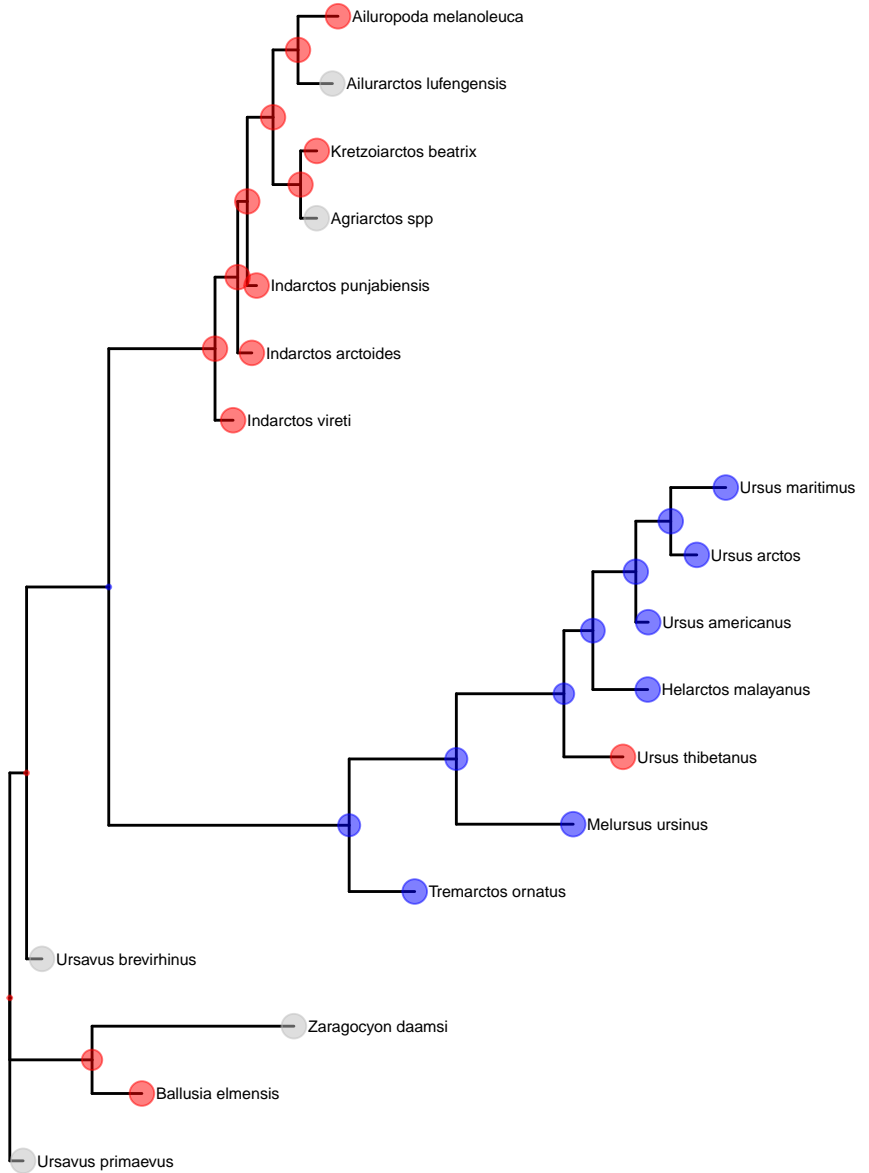 Ailuropoda melanoleuca
Ailurarctos lufengensis
Kretzoiarctos beatrix
Agriarctos spp
Indarctos punjabiensis
Indarctos arctoides
Indarctos vireti
Ursus maritimus
Ursus arctos
Ursus americanus
Helarctos malayanus
Ursus thibetanus
Melursus ursinus
Tremarctos ornatus
Ursavus brevirhinus
Zaragocyon daamsi
Ballusia elmensis
Ursavus primaevus